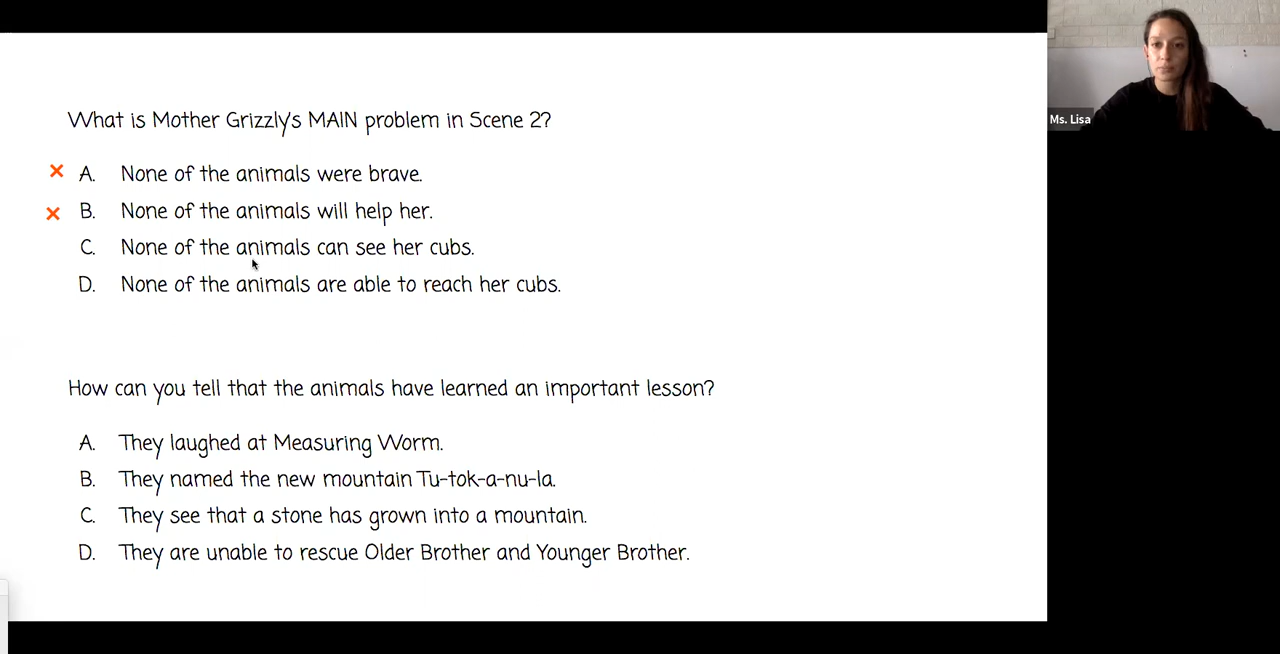 What is Mother Grizzly's MAIN problem in Scene 2?
A. None of the animals were brave.
B. None of the animals will help her.
C. None of the animals can see her cubs.
D. None of the animals are able to reach her cubs.
How can you tell that the animals have learned an important lesson?
A. They laughed at Measuring Worm.
B. They named the new mountain Tu-tok-a-nu-la.
C. They see that a stone has grown into a mountain.
D. They are unable to rescue Older Brother and Younger Brother.
Ms. Lisa